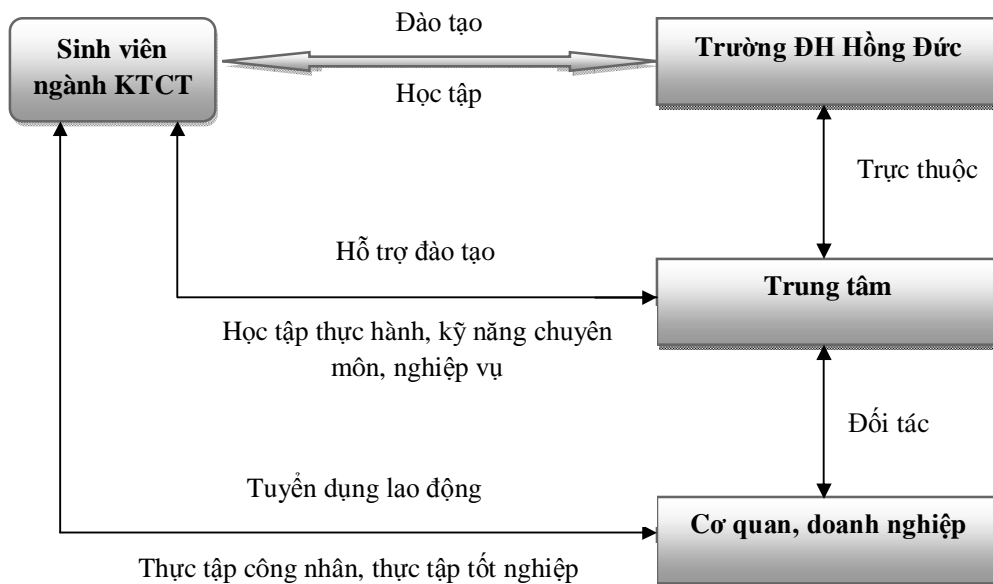 Đào tạo
Sinh viên
ngành KTCT
Trường ĐH Hồng Đức
Học tập
Trực thuộc
Hỗ trợ đào tạo
Trung tâm
Học tập thực hành, kỹ năng chuyên
môn, nghiệp vụ
Đối tác
Tuyển dụng lao động
Cơ quan, doanh nghiệp
Thực tập công nhân, thực tập tốt nghiệp